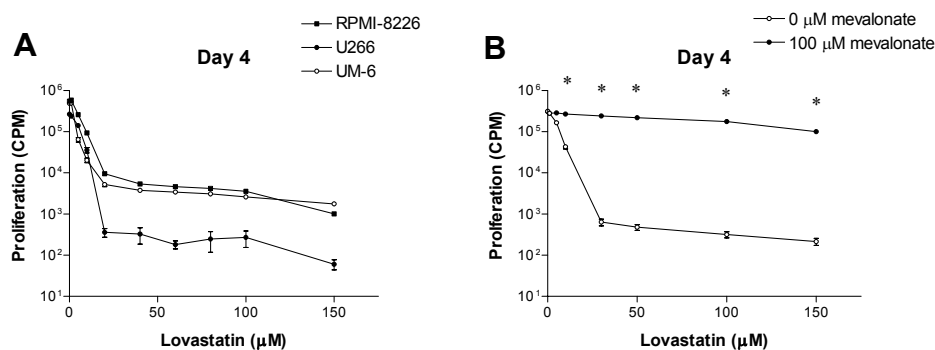 A
Day 4
RPMI-8226
U266
UM-6
Proliferation (CPM)
10⁶
10⁵
10⁴
10³
10²
10¹
0 50 100 150
Lovastatin (μM)
B
Day 4
0 μM mevalonate
100 μM mevalonate
* * * * *
Proliferation (CPM)
10⁶
10⁵
10⁴
10³
10²
10¹
0 50 100 150
Lovastatin (μM)